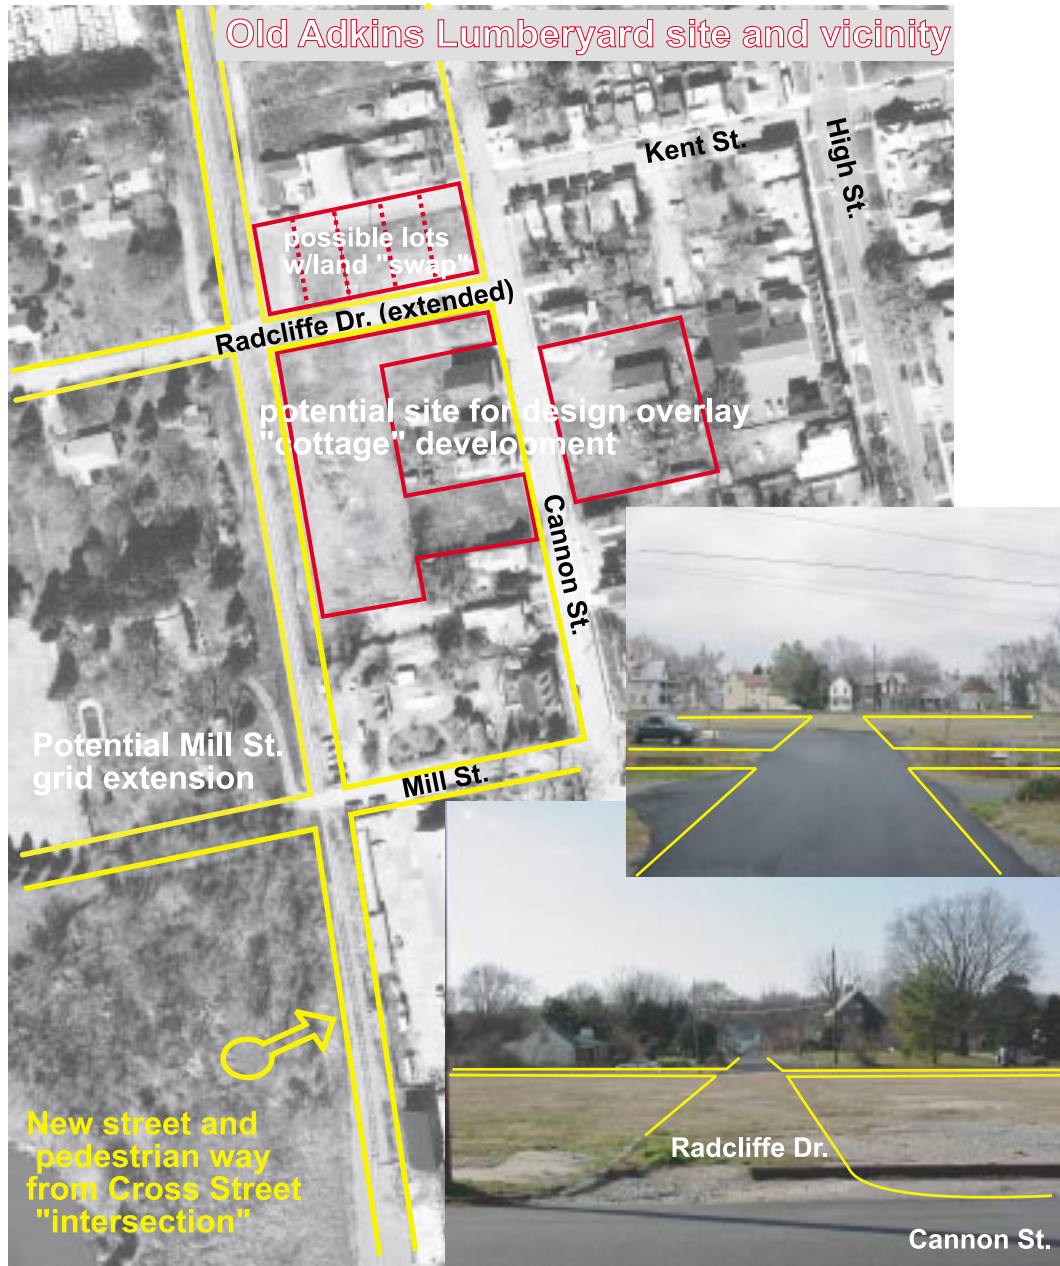 Old Adkins Lumberyard site and vicinity
Kent St.
High St.
possible lots
w/land "swap"
Radcliffe Dr. (extended)
potential site for design overlay
"cottage" development
Cannon St.
Potential Mill St.
grid extension
Mill St.
New street and
pedestrian way
from Cross Street
"intersection"
Radcliffe Dr.
Cannon St.